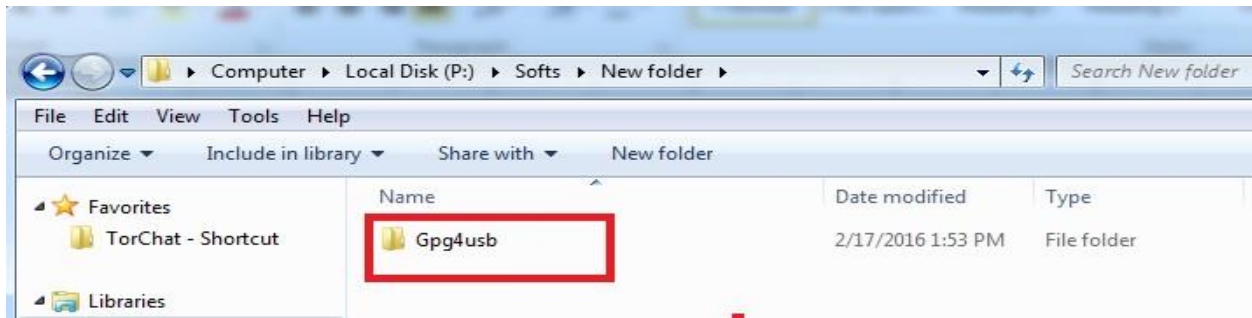 Computer Local Disk (P:) Softs New folder Search New folder
File Edit View Tools Help
Organize Include in library Share with New folder
Name Date modified Type
Favorites
TorChat - Shortcut
Gpg4usb 2/17/2016 1:53 PM File folder
Libraries